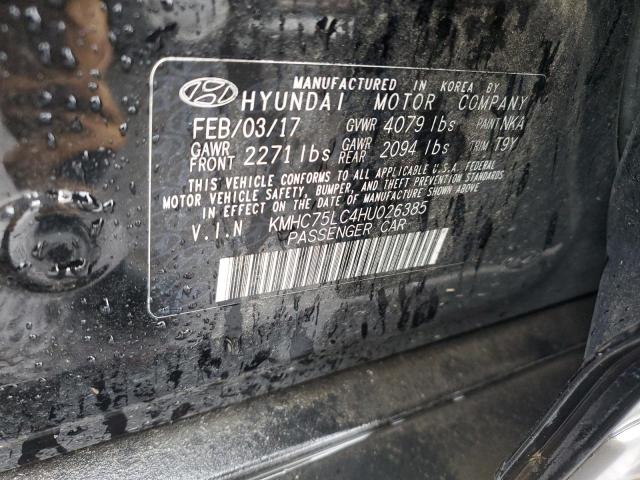 MANUFACTURED IN KOREA BY
HYUNDAI MOTOR COMPANY
FEB/03/17 GVWR 4079 lbs PAINT NKA
GAWR FRONT 2271 lbs GAWR REAR 2094 lbs TRIM T9Y
THIS VEHICLE CONFORMS TO ALL APPLICABLE U.S.A. FEDERAL
MOTOR VEHICLE SAFETY, BUMPER, AND THEFT PREVENTION STANDARDS
IN EFFECT ON THE DATE OF MANUFACTURE SHOWN ABOVE.
V.I.N KMHC75LC4HU026385
PASSENGER CAR